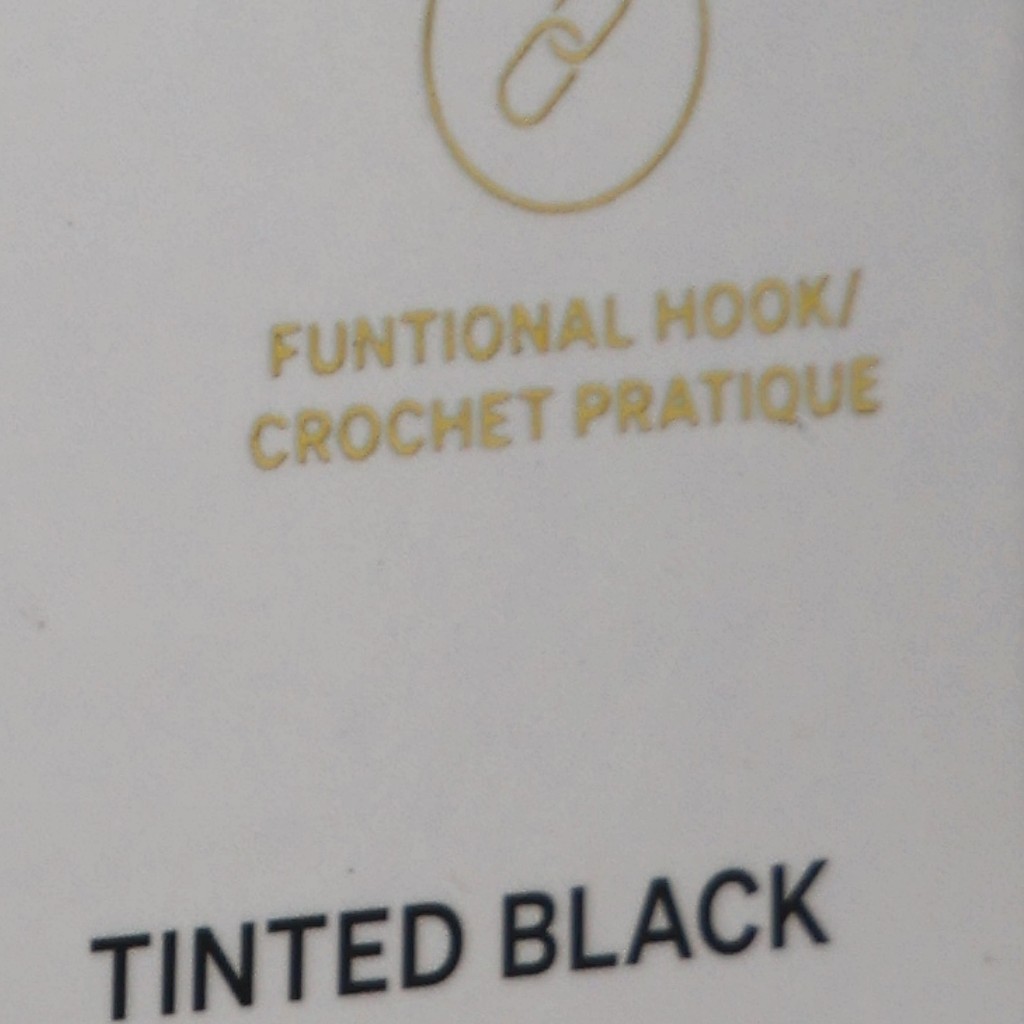 FUNTIONAL HOOK/
CROCHET PRATIQUE
TINTED BLACK